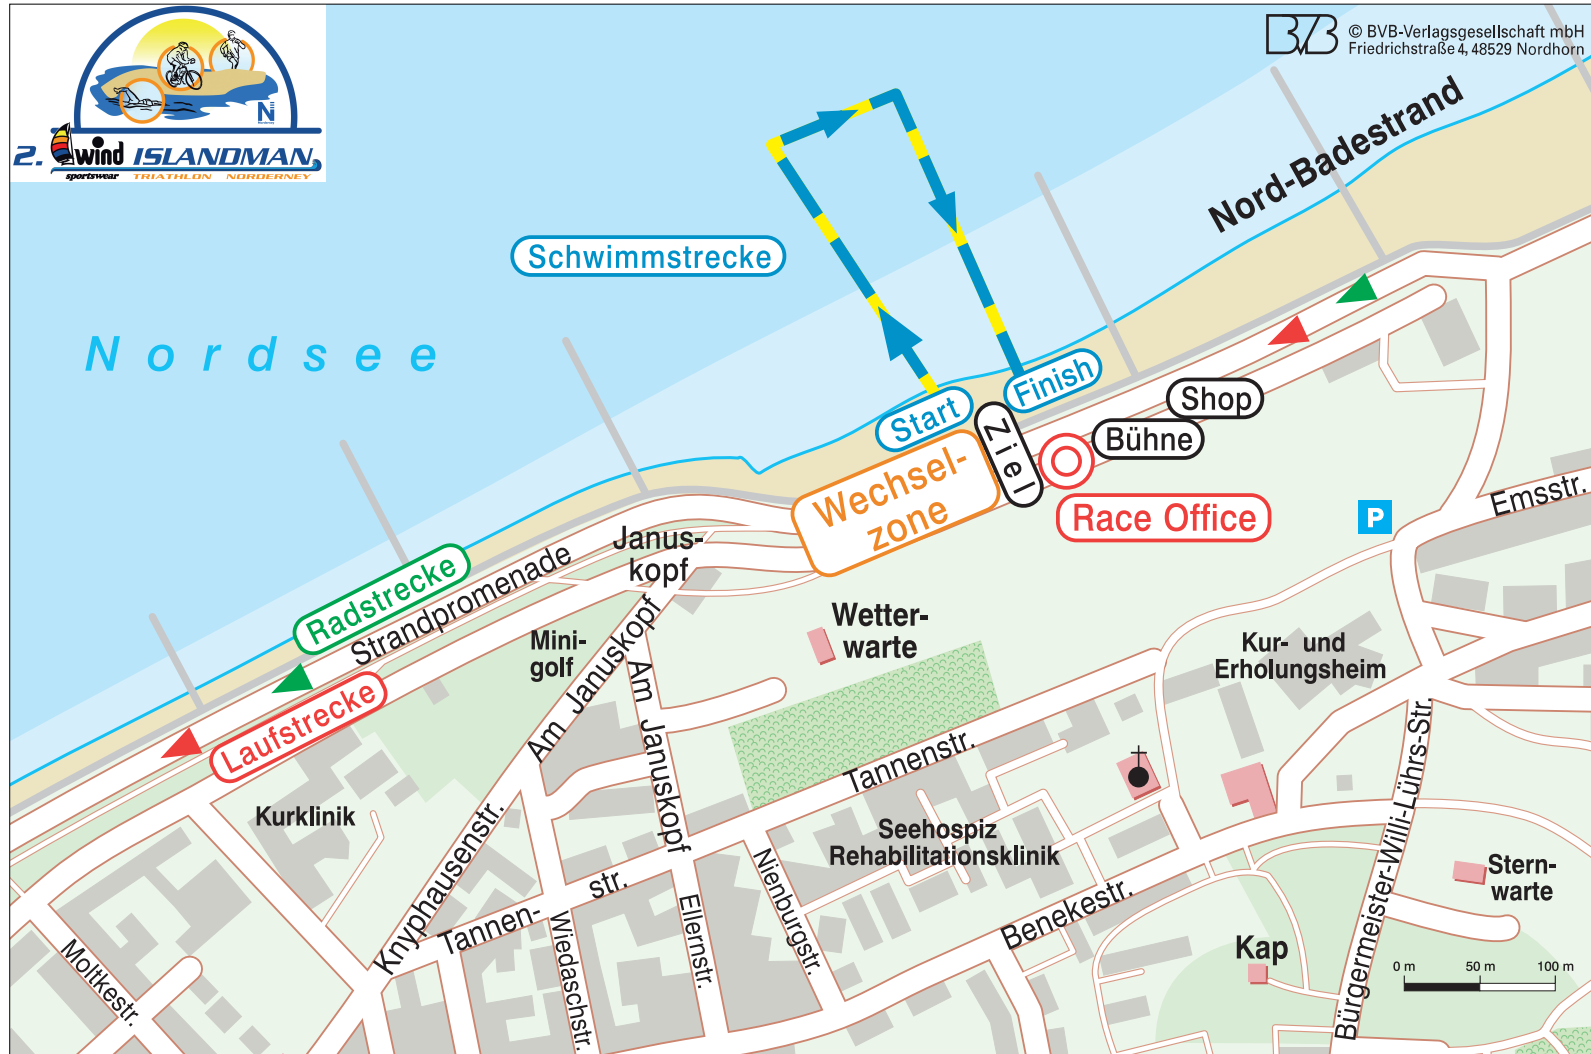 BVB
© BVB-Verlagsgesellschaft mbH
Friedrichstraße 4, 48529 Nordhorn
N
2. wind ISLANDMAN
sportswear TRIATHLON NORDERNEY
Nord-Badestrand
Schwimmstrecke
Nordsee
Finish
Start
Ziel
Shop
Bühne
Wechsel-
zone
Race Office
P
Emsstr.
Janus-
kopf
Radstrecke
Strandpromenade
Laufstrecke
Mini-
golf
Am Januskopf
Am Januskopf
Wetter-
warte
Kur- und
Erholungsheim
Tannenstr.
Kurklinik
Knyphausenstr.
Seehospiz
Rehabilitationsklinik
Tannen-
str.
Wiedaschstr.
Ellernstr.
Nienburgstr.
Benekestr.
Bürgermeister-Willi-Lührs-Str.
Stern-
warte
Kap
Moltkestr.
0 m 50 m 100 m